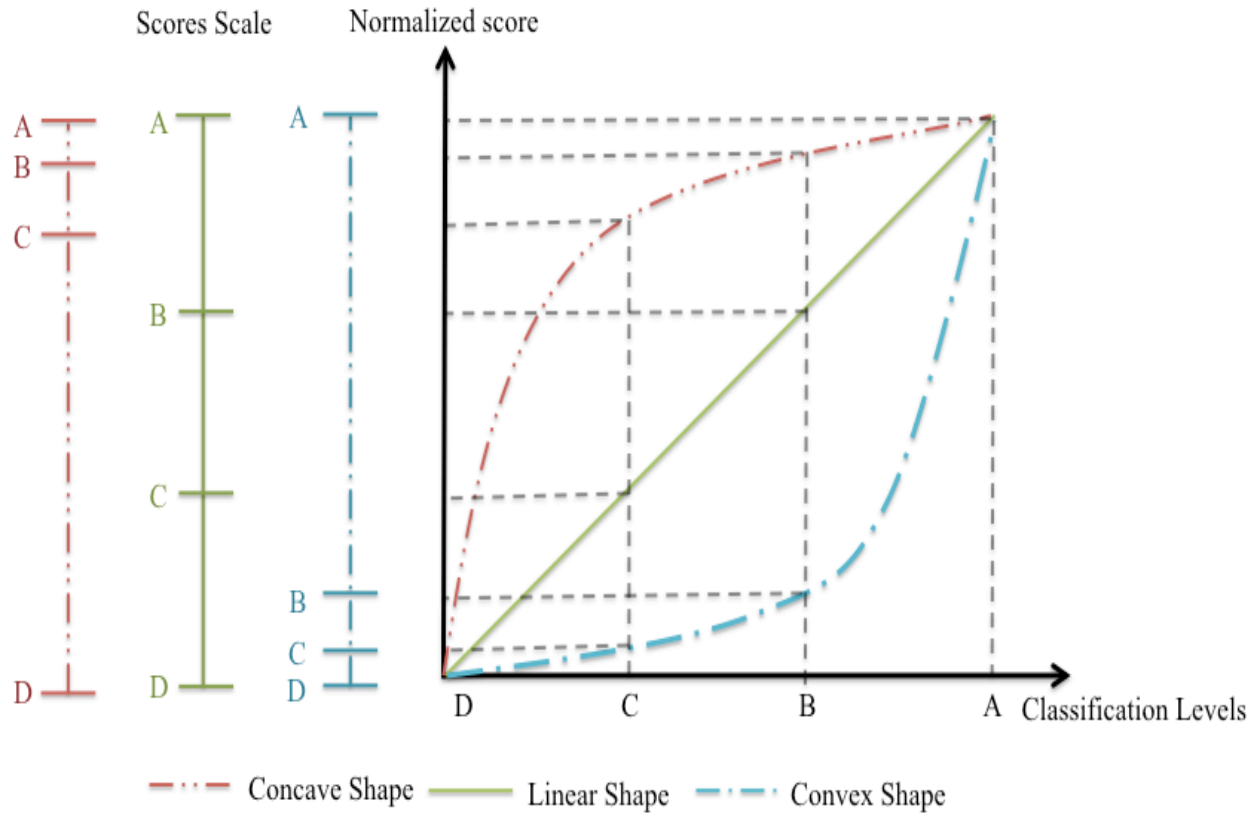 Scores Scale
Normalized score
A
B
C
D
A
B
C
D
A
B
C
D
D C B A Classification Levels
Concave Shape Linear Shape Convex Shape